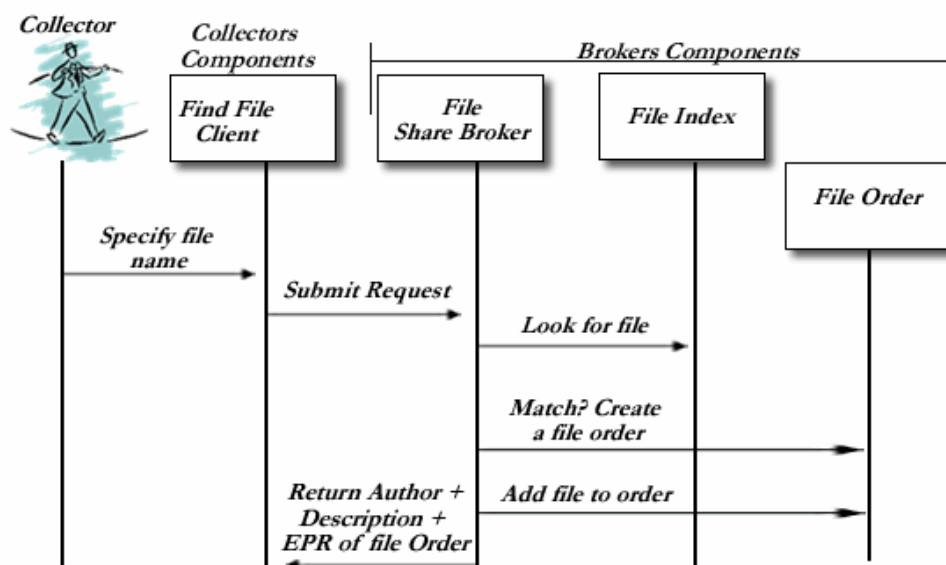 Collector
Collectors
Components
Brokers Components
Find File
Client
File
Share Broker
File Index
File Order
Specify file
name
Submit Request
Look for file
Match? Create
a file order
Return Author +
Description +
EPR of file Order
Add file to order